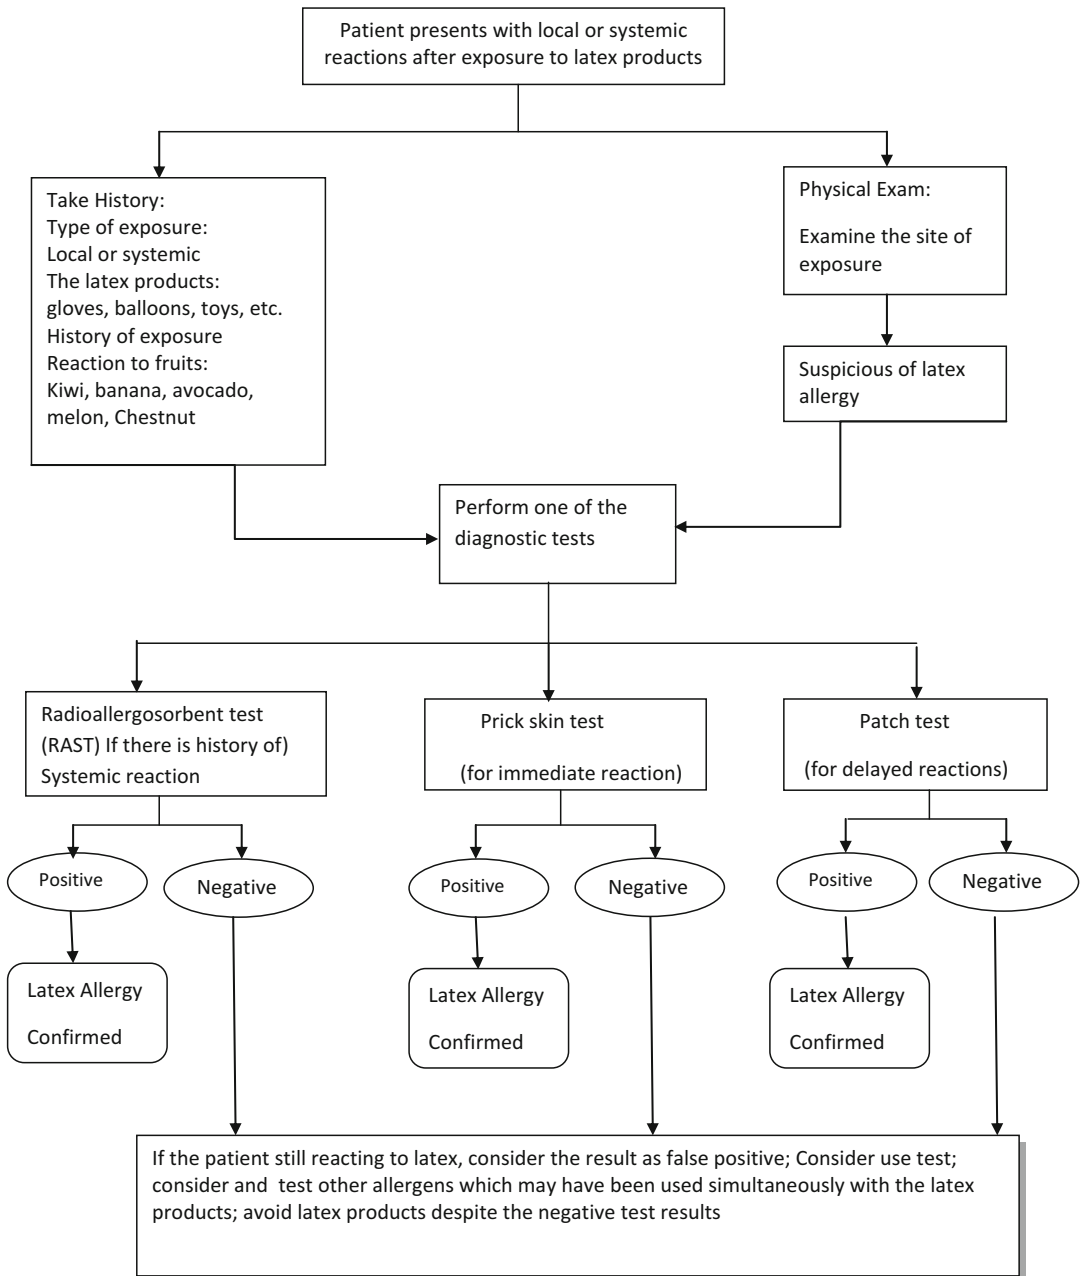 Patient presents with local or systemic
reactions after exposure to latex products
Take History:
Type of exposure:
Local or systemic
The latex products:
gloves, balloons, toys, etc.
History of exposure
Reaction to fruits:
Kiwi, banana, avocado,
melon, Chestnut
Physical Exam:
Examine the site of
exposure
Suspicious of latex
allergy
Perform one of the
diagnostic tests
Radioallergosorbent test
(RAST) If there is history of)
Systemic reaction
Prick skin test
(for immediate reaction)
Patch test
(for delayed reactions)
Positive
Negative
Positive
Negative
Positive
Negative
Latex Allergy
Confirmed
Latex Allergy
Confirmed
Latex Allergy
Confirmed
If the patient still reacting to latex, consider the result as false positive; Consider use test;
consider and test other allergens which may have been used simultaneously with the latex
products; avoid latex products despite the negative test results